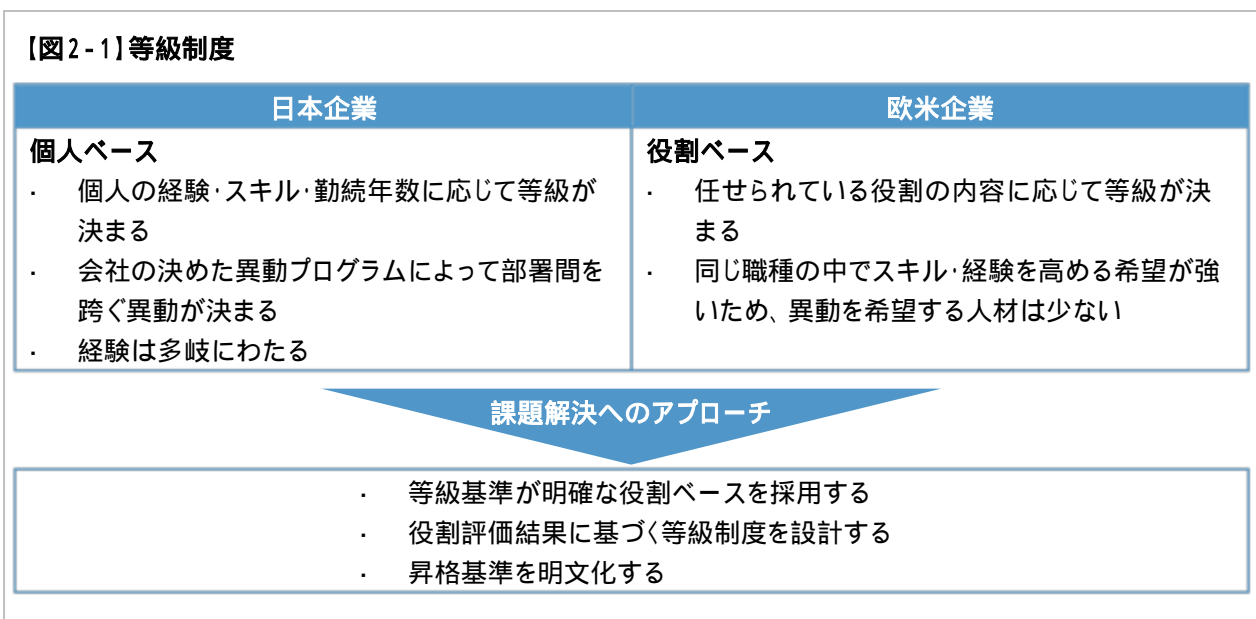 【図2-1】等級制度
日本企業
欧米企業
個人ベース
・ 個人の経験・スキル・勤続年数に応じて等級が
決まる
・ 会社の決めた異動プログラムによって部署間を
跨ぐ異動が決まる
・ 経験は多岐にわたる
役割ベース
・ 任せられている役割の内容に応じて等級が決
まる
・ 同じ職種の中でスキル・経験を高める希望が強
いため、異動を希望する人材は少ない
課題解決へのアプローチ
・ 等級基準が明確な役割ベースを採用する
・ 役割評価結果に基づく等級制度を設計する
・ 昇格基準を明文化する